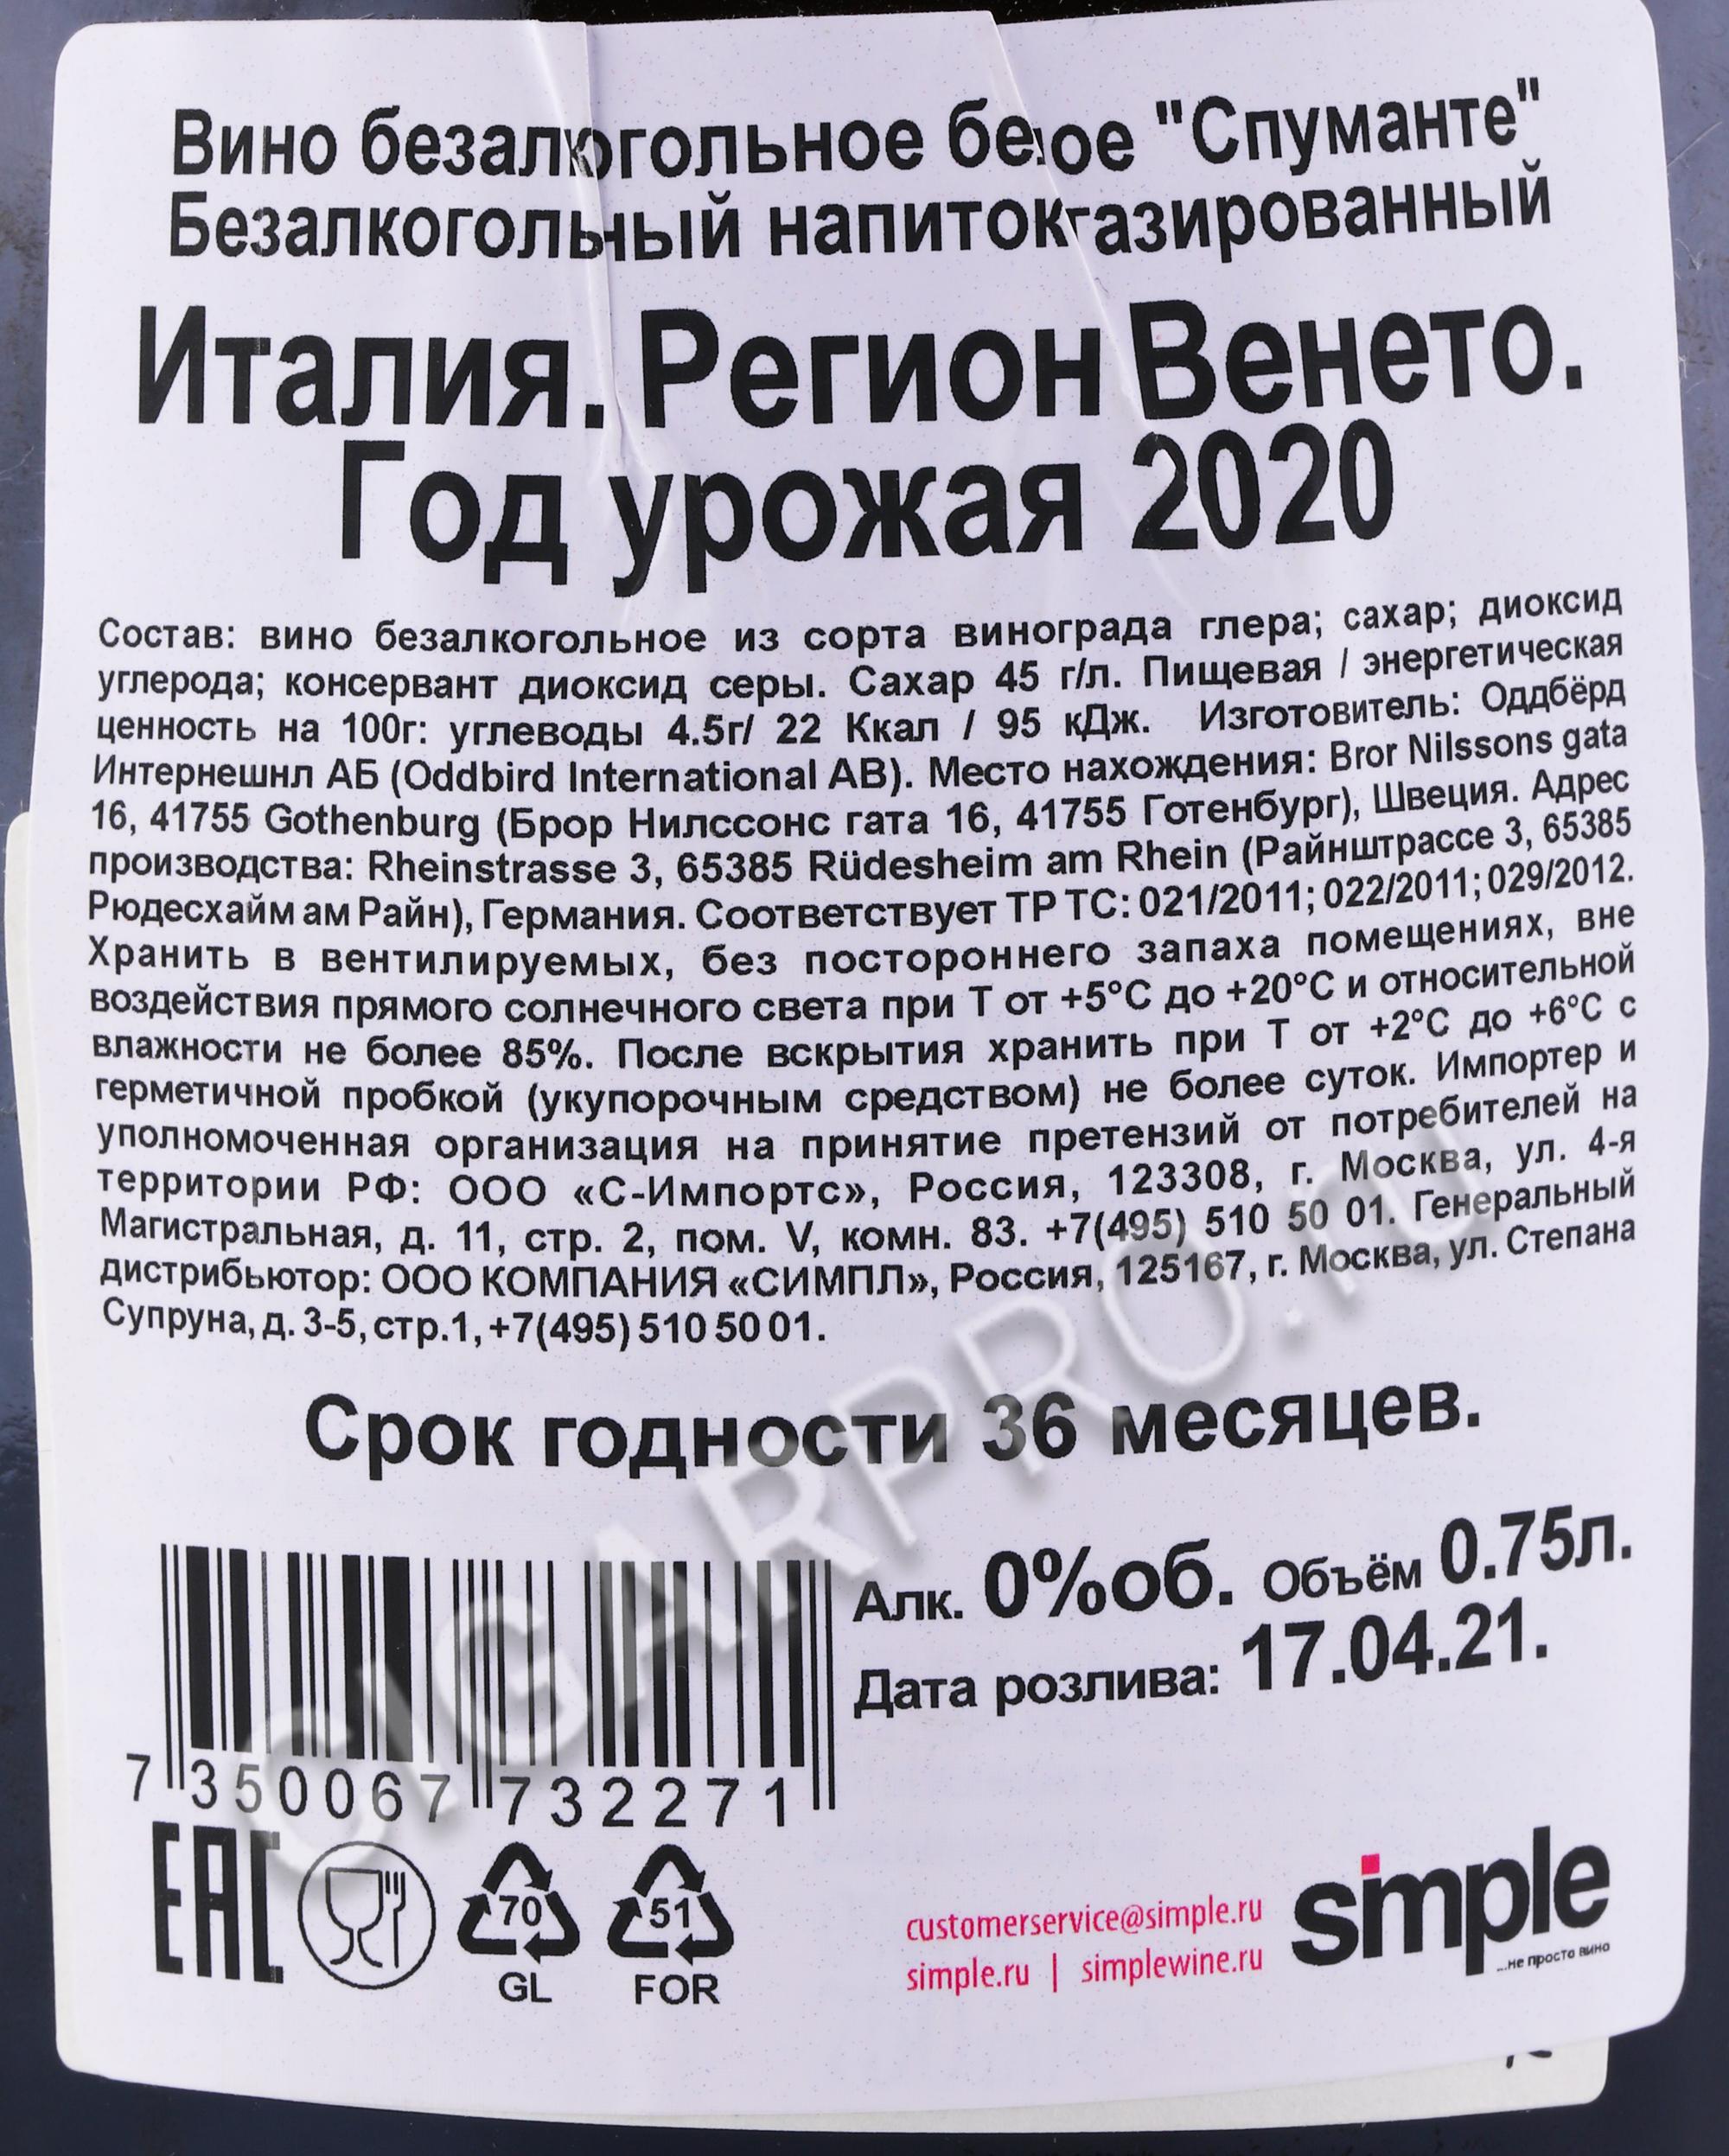 Вино безалкогольное белое "Спуманте"
Безалкогольный напиток газированный
Италия. Регион Венето.
Год урожая 2020
Состав: вино безалкогольное из сорта винограда глера; сахар; диоксид
углерода; консервант диоксид серы. Сахар 45 г/л. Пищевая / энергетическая
ценность на 100г: углеводы 4.5г/ 22 Ккал / 95 кДж. Изготовитель: Оддбёрд
Интернешнл АБ (Oddbird International AB). Место нахождения: Bror Nilssons gata
16, 41755 Gothenburg (Брор Нилссонс гата 16, 41755 Готенбург), Швеция. Адрес
производства: Rheinstrasse 3, 65385 Rüdesheim am Rhein (Райнштрассе 3, 65385
Рюдесхайм ам Райн), Германия. Соответствует ТР ТС: 021/2011; 022/2011; 029/2012.
Хранить в вентилируемых, без постороннего запаха помещениях, вне
воздействия прямого солнечного света при Т от +5°С до +20°С и относительной
влажности не более 85%. После вскрытия хранить при Т от +2°С до +6°С с
герметичной пробкой (укупорочным средством) не более суток. Импортер и
уполномоченная организация на принятие претензий от потребителей на
территории РФ: ООО «С-Импортс», Россия, 123308, г. Москва, ул. 4-я
Магистральная, д. 11, стр. 2, пом. V, комн. 83. +7(495) 510 50 01. Генеральный
дистрибьютор: ООО КОМПАНИЯ «СИМПЛ», Россия, 125167, г. Москва, ул. Степана
Супруна, д. 3-5, стр.1, +7(495) 510 50 01.
Срок годности 36 месяцев.
Алк. 0%об. Объём 0.75л.
Дата розлива: 17.04.21.
7 350067 732271
EAC
70
GL
51
FOR
customerservice@simple.ru
simple.ru | simplewine.ru
simple
...не просто вино
CIGARPRO.ru